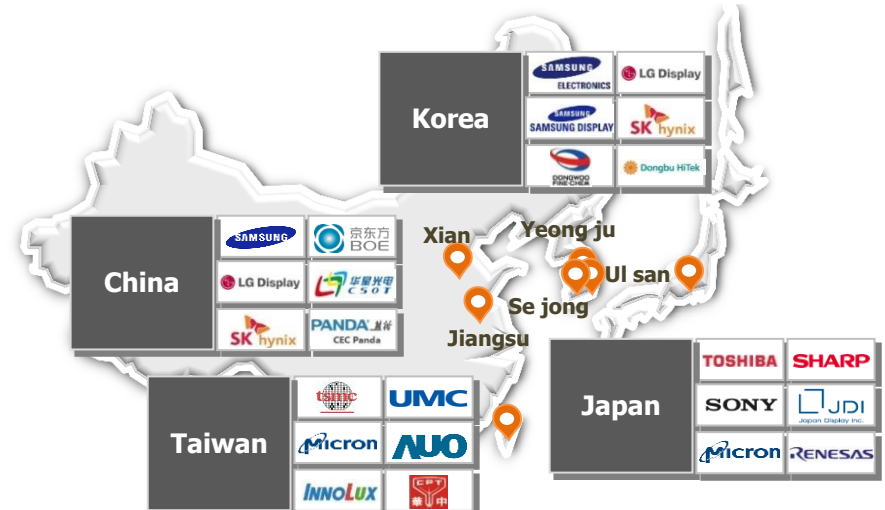 Korea
SAMSUNG
ELECTRONICS
LG Display
SAMSUNG
SAMSUNG DISPLAY
SK hynix
DONGWOO
FINE-CHEM
Dongbu HiTek
China
SAMSUNG
京东方
BOE
LG Display
华星光电
CSOT
SK hynix
PANDA
CEC Panda
Xian
Yeong ju
Ul san
Se jong
Jiangsu
Taiwan
tsmc
UMC
Micron
AUO
INNOLUX
CPT
華中
Japan
TOSHIBA
SHARP
SONY
JDI
Japan Display Inc.
Micron
RENESAS